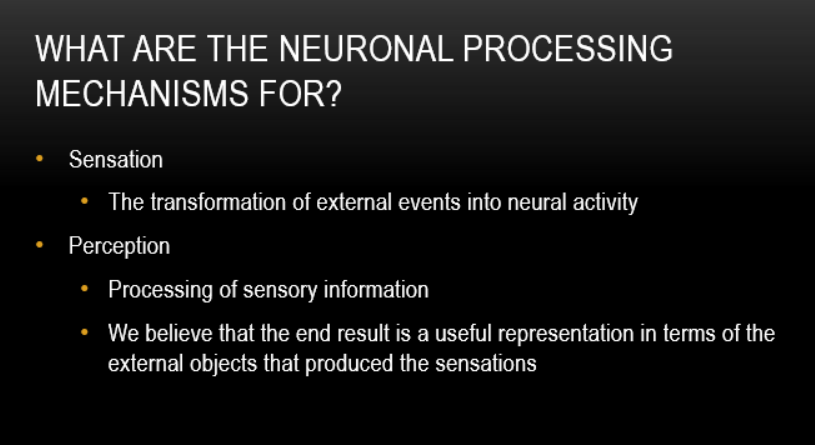 WHAT ARE THE NEURONAL PROCESSING
MECHANISMS FOR?
• Sensation
• The transformation of external events into neural activity
• Perception
• Processing of sensory information
• We believe that the end result is a useful representation in terms of the
external objects that produced the sensations